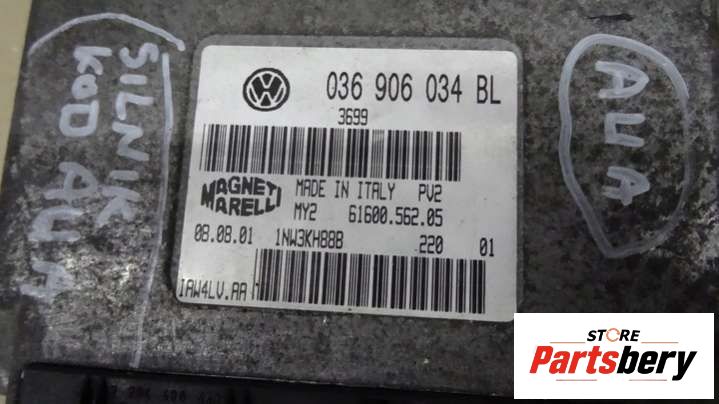 SILNIK
KOD AUA
AUA
VW
036 906 034 BL
3699
MAGNETI
MARELLI
MADE IN ITALY PV2
MY2 61600.562.05
08.08.01 1NW3KH88B 220 01
IAW4LV.AA
STORE
Partsbery